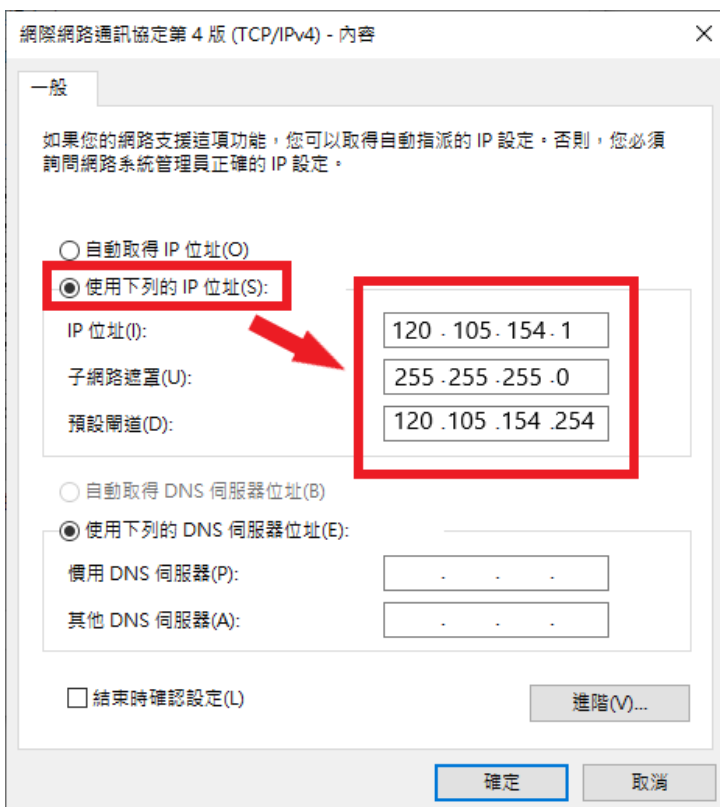 網際網路通訊協定第 4 版 (TCP/IPv4) - 內容
一般
如果您的網路支援這項功能，您可以取得自動指派的 IP 設定。否則，您必須
詢問網路系統管理員正確的 IP 設定。
自動取得 IP 位址(O)
使用下列的 IP 位址(S):
IP 位址(I): 120 . 105 . 154 . 1
子網路遮罩(U): 255 . 255 . 255 . 0
預設閘道(D): 120 . 105 . 154 . 254
自動取得 DNS 伺服器位址(B)
使用下列的 DNS 伺服器位址(E):
慣用 DNS 伺服器(P): . . .
其他 DNS 伺服器(A): . . .
結束時確認設定(L)
進階(V)...
確定 取消